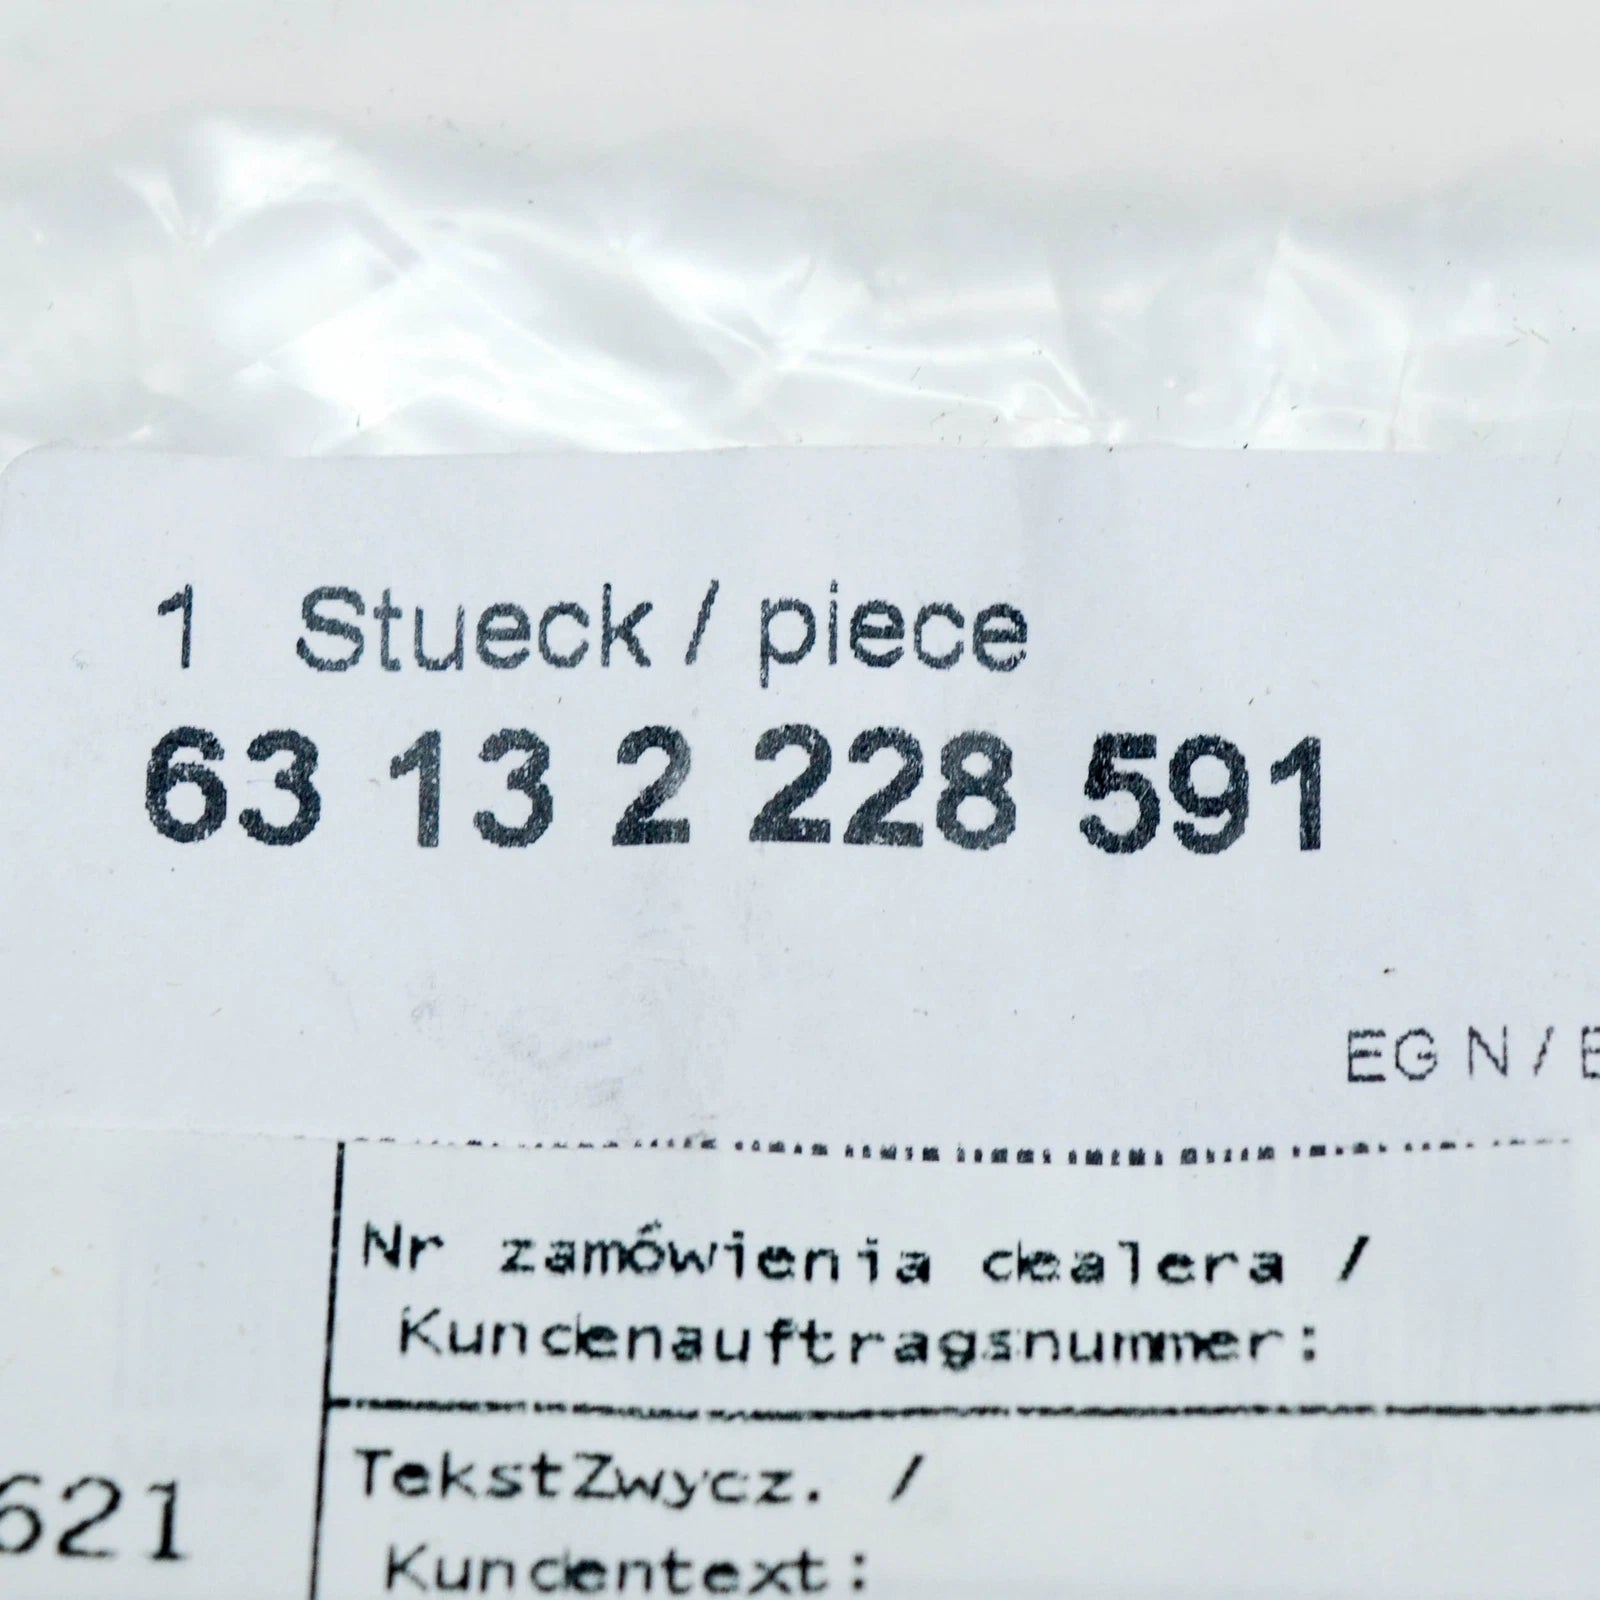 1 Stueck / piece
63 13 2 228 591
EG N / E
Nr zamówienia dealera /
Kundenauftragsnummer:
TekstZwycz. /
621
Kundentext: